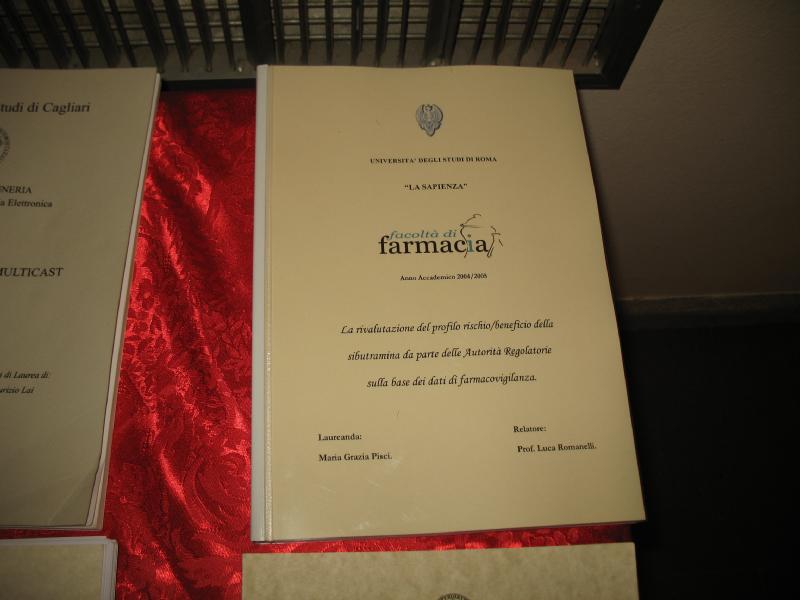 tudi di Cagliari
NERIA
a Elettronica
MULTICAST
i di Laurea di:
urizio Lai
UNIVERSITA' DEGLI STUDI DI ROMA
"LA SAPIENZA"
facoltà di
farmacia
Anno Accademico 2004/2005
La rivalutazione del profilo rischio/beneficio della
sibutramina da parte delle Autorità Regolatorie
sulla base dei dati di farmacovigilanza.
Laureanda:
Maria Grazia Pisci.
Relatore:
Prof. Luca Romanelli.